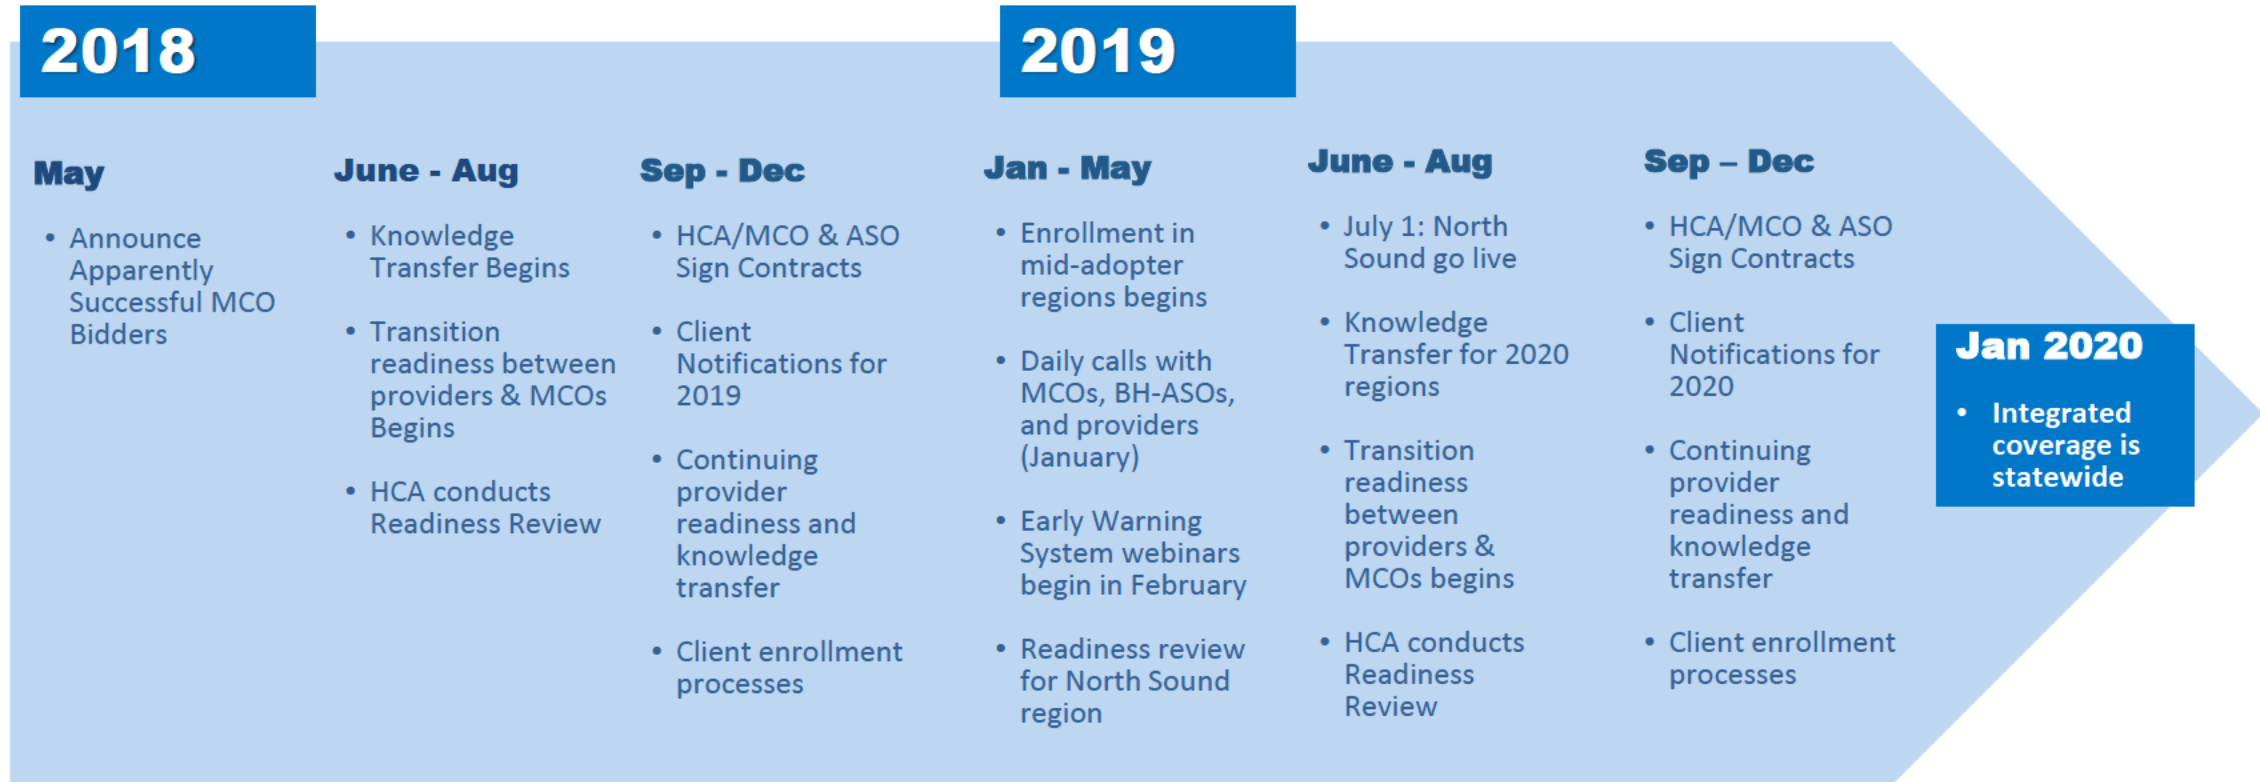 2018
May
• Announce
Apparently
Successful MCO
Bidders
June - Aug
• Knowledge
Transfer Begins
• Transition
readiness between
providers & MCOs
Begins
• HCA conducts
Readiness Review
Sep - Dec
• HCA/MCO & ASO
Sign Contracts
• Client
Notifications for
2019
• Continuing
provider
readiness and
knowledge
transfer
• Client enrollment
processes
2019
Jan - May
• Enrollment in
mid-adopter
regions begins
• Daily calls with
MCOs, BH-ASOs,
and providers
(January)
• Early Warning
System webinars
begin in February
• Readiness review
for North Sound
region
June - Aug
• July 1: North
Sound go live
• Knowledge
Transfer for 2020
regions
• Transition
readiness
between
providers &
MCOs begins
• HCA conducts
Readiness
Review
Sep – Dec
• HCA/MCO & ASO
Sign Contracts
• Client
Notifications for
2020
• Continuing
provider
readiness and
knowledge
transfer
• Client enrollment
processes
Jan 2020
• Integrated
coverage is
statewide